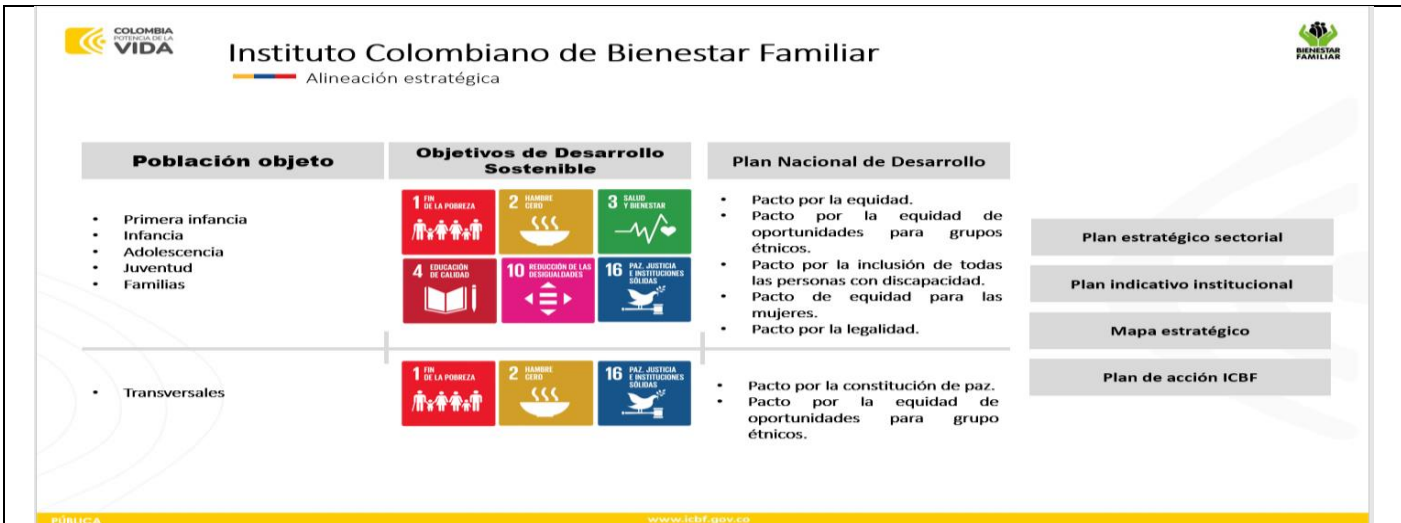 COLOMBIA
POTENCIA DE LA
VIDA
BIENESTAR
FAMILIAR
Instituto Colombiano de Bienestar Familiar
Alineación estratégica
Población objeto
• Primera infancia
• Infancia
• Adolescencia
• Juventud
• Familias
• Transversales
Objetivos de Desarrollo
Sostenible
1 FIN
DE LA POBREZA
2 HAMBRE
CERO
3 SALUD
Y BIENESTAR
4 EDUCACIÓN
DE CALIDAD
10 REDUCCIÓN DE LAS
DESIGUALDADES
16 PAZ, JUSTICIA
E INSTITUCIONES
SÓLIDAS
1 FIN
DE LA POBREZA
2 HAMBRE
CERO
16 PAZ, JUSTICIA
E INSTITUCIONES
SÓLIDAS
Plan Nacional de Desarrollo
• Pacto por la equidad.
• Pacto por la equidad de
oportunidades para grupos
étnicos.
• Pacto por la inclusión de todas
las personas con discapacidad.
• Pacto de equidad para las
mujeres.
• Pacto por la legalidad.
• Pacto por la constitución de paz.
• Pacto por la equidad de
oportunidades para grupo
étnicos.
Plan estratégico sectorial
Plan indicativo institucional
Mapa estratégico
Plan de acción ICBF
PÚBLICA
www.icbf.gov.co